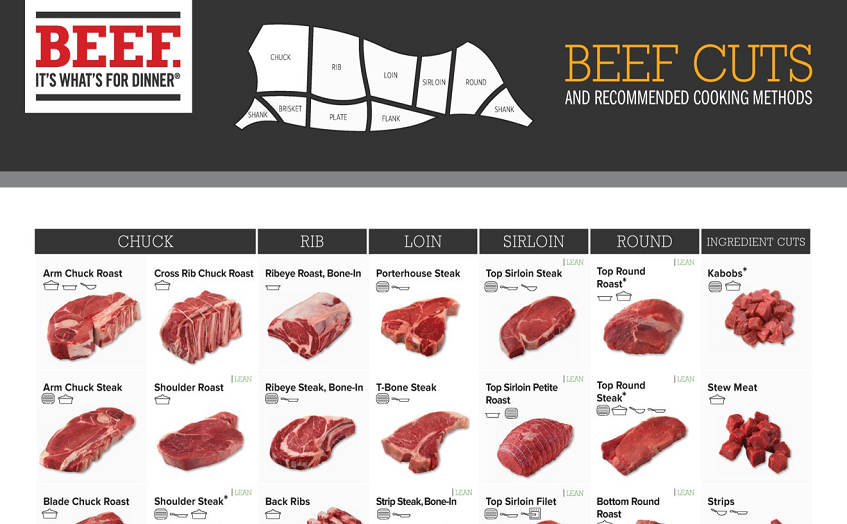 BEEF.
IT'S WHAT'S FOR DINNER®
CHUCK
RIB
LOIN
SIRLOIN
ROUND
SHANK
BRISKET
PLATE
FLANK
SHANK
BEEF CUTS
AND RECOMMENDED COOKING METHODS
CHUCK
RIB
LOIN
SIRLOIN
ROUND
INGREDIENT CUTS
Arm Chuck Roast
Cross Rib Chuck Roast
Ribeye Roast, Bone-In
Porterhouse Steak
LEAN
Top Sirloin Steak
LEAN
Top Round
Roast*
Kabobs*
Arm Chuck Steak
LEAN
Shoulder Roast
Ribeye Steak, Bone-In
T-Bone Steak
LEAN
Top Sirloin Petite
Roast
LEAN
Top Round
Steak*
Stew Meat
Blade Chuck Roast
LEAN
Shoulder Steak*
Back Ribs
LEAN
Strip Steak, Bone-In
LEAN
Top Sirloin Filet
LEAN
Bottom Round
Roast
Strips